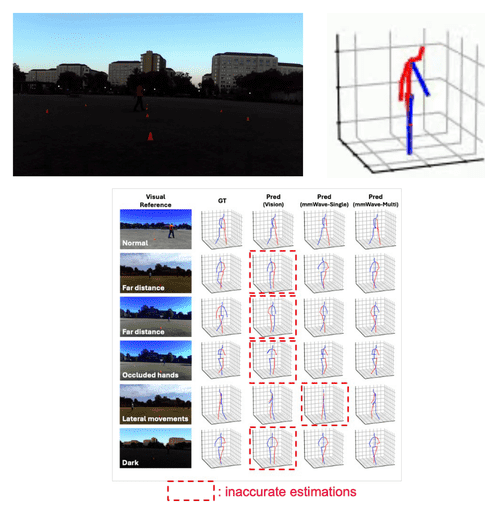 Visual Reference GT Pred (Vision) Pred (mmWave-Single) Pred (mmWave-Multi)
Normal
Far distance
Far distance
Occluded hands
Lateral movements
Dark
: inaccurate estimations